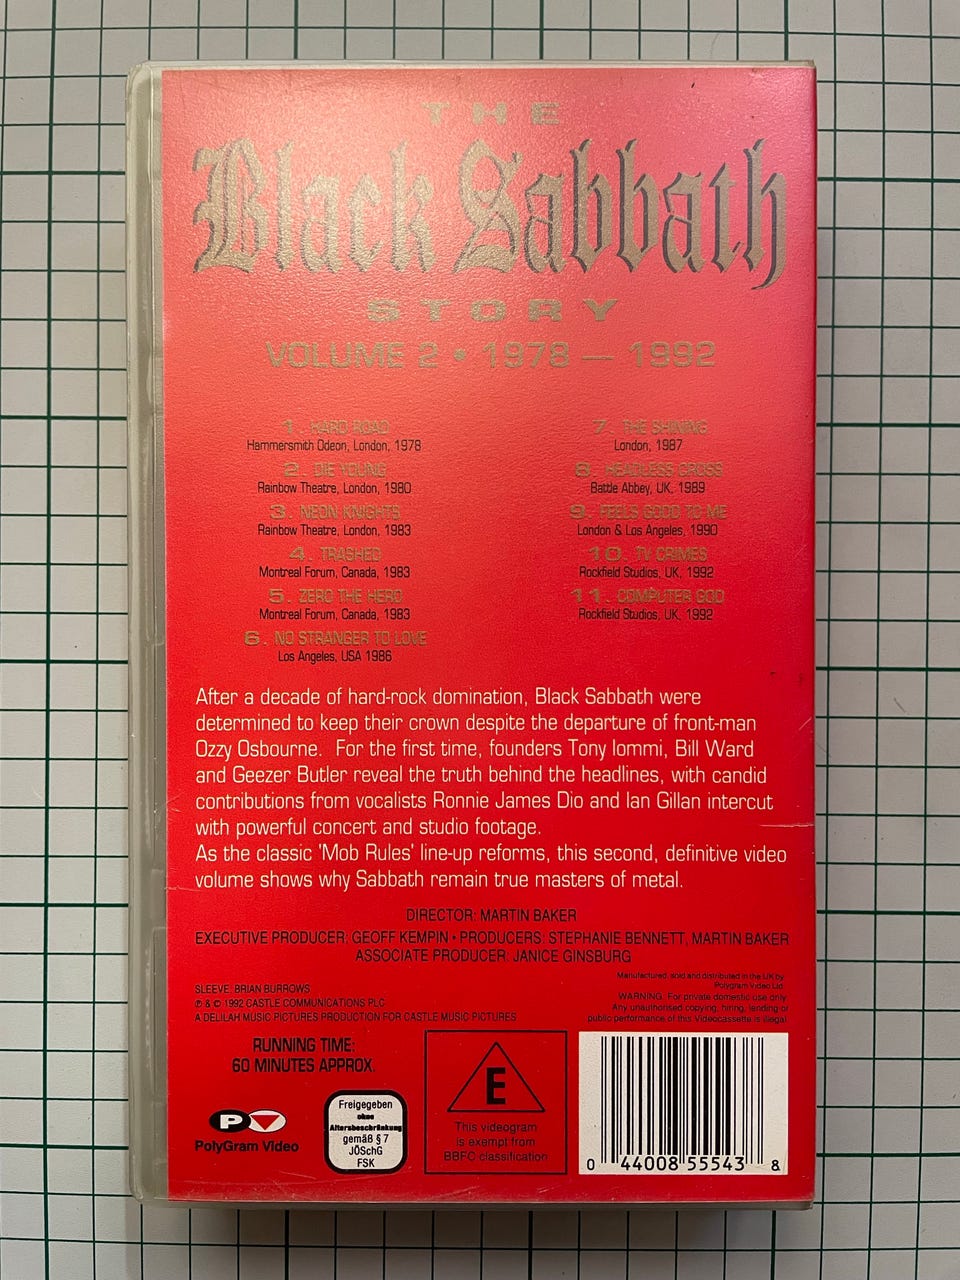 THE
Black Sabbath
STORY
VOLUME 2 • 1978 — 1992
1. HARD ROAD
Hammersmith Odeon, London, 1978
2. DIE YOUNG
Rainbow Theatre, London, 1980
3. NEON KNIGHTS
Rainbow Theatre, London, 1983
4. TRASHED
Montreal Forum, Canada, 1983
5. ZERO THE HERO
Montreal Forum, Canada, 1983
6. NO STRANGER TO LOVE
Los Angeles, USA 1986
7. THE SHINING
London, 1987
8. HEADLESS CROSS
Battle Abbey, UK, 1989
9. FEELS GOOD TO ME
London & Los Angeles, 1990
10. TV CRIMES
Rockfield Studios, UK, 1992
11. COMPUTER GOD
Rockfield Studios, UK, 1992
After a decade of hard-rock domination, Black Sabbath were
determined to keep their crown despite the departure of front-man
Ozzy Osbourne. For the first time, founders Tony Iommi, Bill Ward
and Geezer Butler reveal the truth behind the headlines, with candid
contributions from vocalists Ronnie James Dio and Ian Gillan intercut
with powerful concert and studio footage.
As the classic 'Mob Rules' line-up reforms, this second, definitive video
volume shows why Sabbath remain true masters of metal.
DIRECTOR: MARTIN BAKER
EXECUTIVE PRODUCER: GEOFF KEMPIN • PRODUCERS: STEPHANIE BENNETT, MARTIN BAKER
ASSOCIATE PRODUCER: JANICE GINSBURG
SLEEVE: BRIAN BURROWS
℗ & © 1992 CASTLE COMMUNICATIONS PLC
A DELILAH MUSIC PICTURES PRODUCTION FOR CASTLE MUSIC PICTURES
Manufactured, sold and distributed in the UK by
Polygram Video Ltd.
WARNING: For private domestic use only.
Any unauthorised copying, hiring, lending or
public performance of this Videocassette is illegal.
RUNNING TIME:
60 MINUTES APPROX.
PV
PolyGram Video
Freigegeben
ohne
Altersbeschränkung
gemäß § 7
JÖSchG
FSK
E
This videogram
is exempt from
BBFC classification
0 44008 55543 8